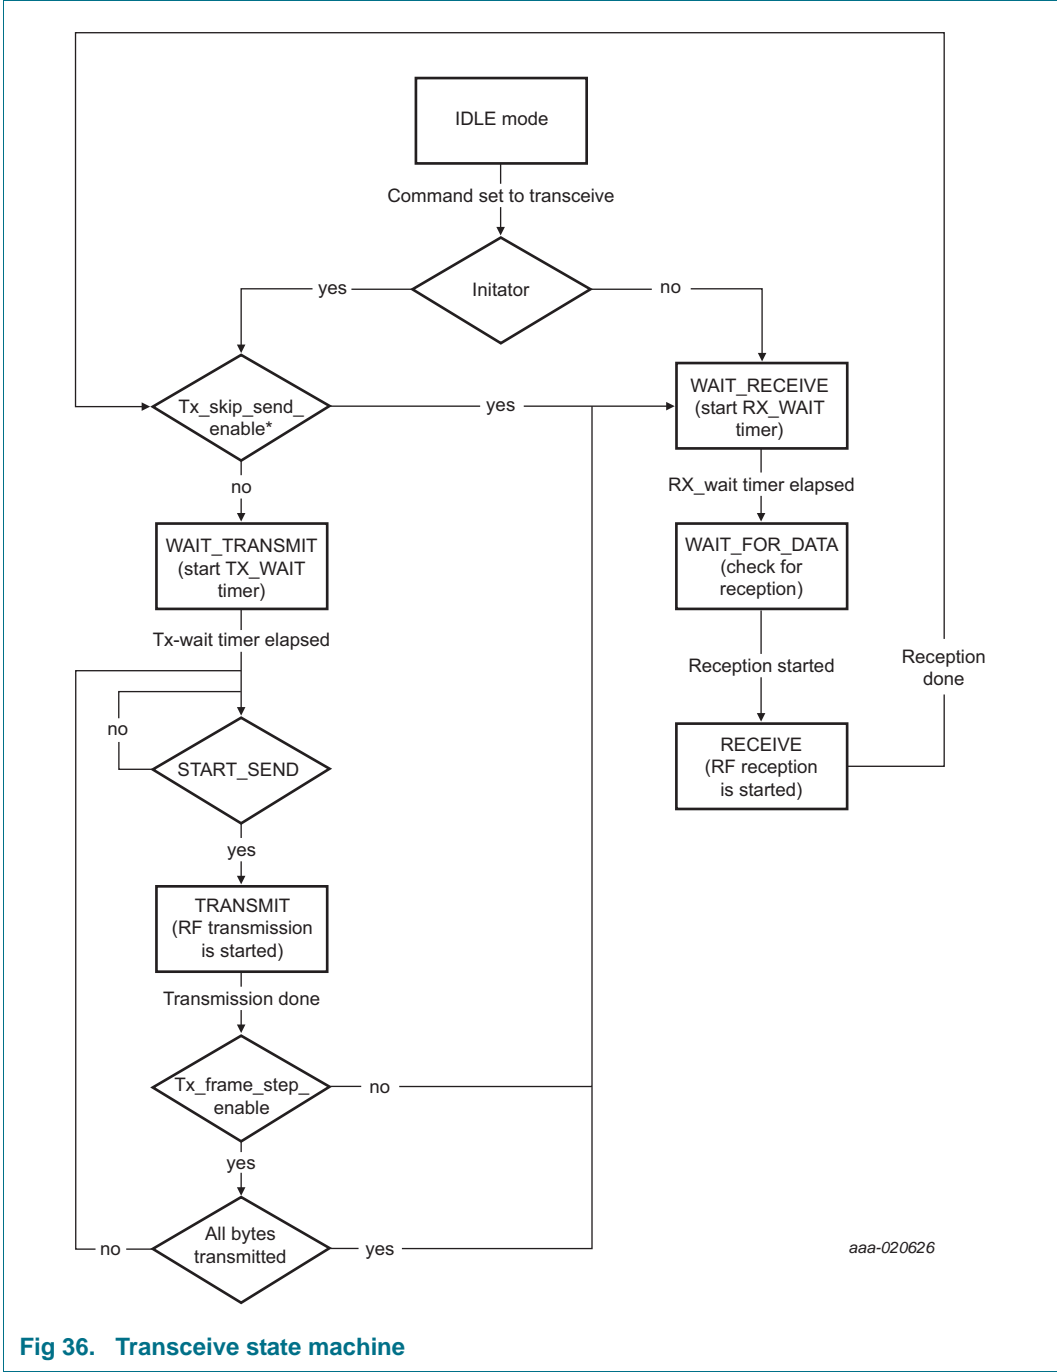 IDLE mode
Command set to transceive
Initator
yes
no
Tx_skip_send_
enable*
yes
WAIT_RECEIVE
(start RX_WAIT
timer)
no
RX_wait timer elapsed
WAIT_TRANSMIT
(start TX_WAIT
timer)
WAIT_FOR_DATA
(check for
reception)
Tx-wait timer elapsed
Reception started
Reception
done
no
START_SEND
RECEIVE
(RF reception
is started)
yes
TRANSMIT
(RF transmission
is started)
Transmission done
Tx_frame_step_
enable
no
yes
All bytes
transmitted
no
yes
aaa-020626
Fig 36. Transceive state machine